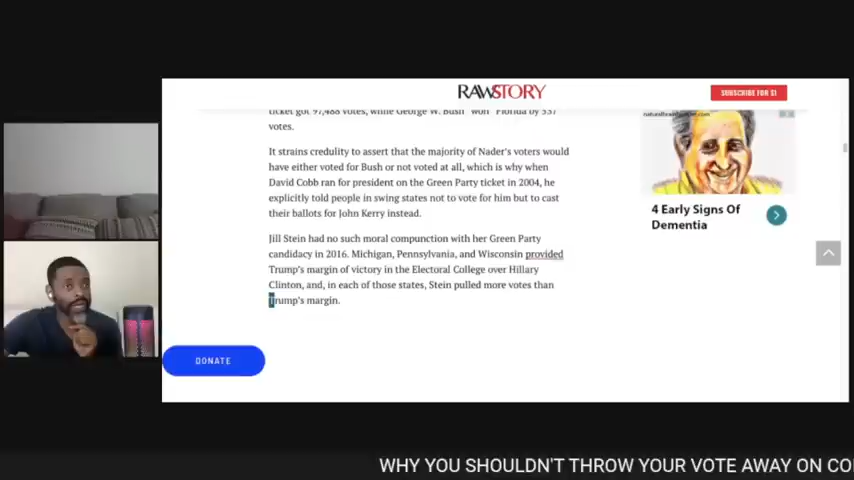 RAWSTORY
SUBSCRIBE FOR $1
ticket got 97,488 votes, while George W. Bush "won" Florida by 537
votes.
It strains credulity to assert that the majority of Nader's voters would
have either voted for Bush or not voted at all, which is why when
David Cobb ran for president on the Green Party ticket in 2004, he
explicitly told people in swing states not to vote for him but to cast
their ballots for John Kerry instead.
Jill Stein had no such moral compunction with her Green Party
candidacy in 2016. Michigan, Pennsylvania, and Wisconsin provided
Trump's margin of victory in the Electoral College over Hillary
Clinton, and, in each of those states, Stein pulled more votes than
Trump's margin.
4 Early Signs Of
Dementia
DONATE
WHY YOU SHOULDN'T THROW YOUR VOTE AWAY ON CO